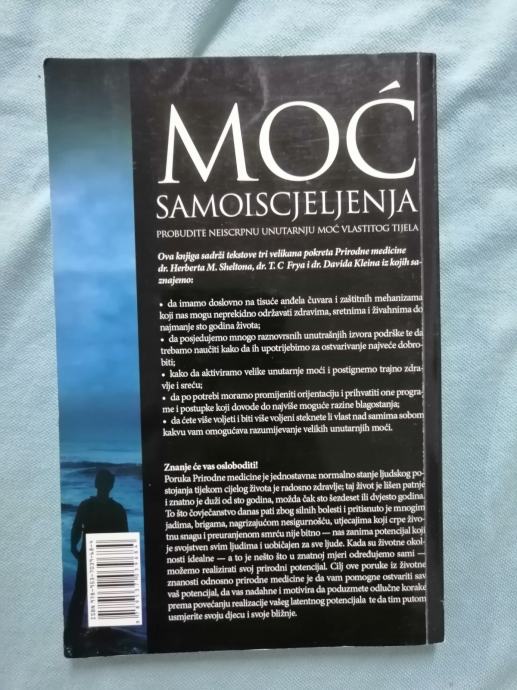 MOĆ
SAMOISCJELJENJA
PROBUDITE NEISCRPNU UNUTARNJU MOĆ VLASTITOG TIJELA
Ova knjiga sadrži tekstove tri velikana pokreta Prirodne medicine
dr. Herberta M. Sheltona, dr. T. C Frya i dr. Davida Kleina iz kojih sa-
znajemo:
• da imamo doslovno na tisuće anđela čuvara i zaštitnih mehanizama
koji nas mogu neprekidno održavati zdravima, sretnima i živahnima do
najmanje sto godina života;
• da posjedujemo mnogo raznovrsnih unutrašnjih izvora podrške te da
trebamo naučiti kako da ih upotrijebimo za ostvarivanje najveće dobro-
biti;
• kako da aktiviramo velike unutarnje moći i postignemo trajno zdra-
vlje i sreću;
• da po potrebi moramo promijeniti orijentaciju i prihvatiti one progra-
me i postupke koji dovode do najviše moguće razine blagostanja;
• da ćete više voljeti i biti više voljeni steknete li vlast nad samima sobom
kakvu vam omogućava razumijevanje velikih unutarnjih moći.
Znanje će vas osloboditi!
Poruka Prirodne medicine je jednostavna: normalno stanje ljudskog po-
stojanja tijekom cijelog života je radosno zdravlje; taj život je lišen patnje
i znatno je duži od sto godina, možda čak sto šezdeset ili dvjesto godina.
To što čovječanstvo danas pati zbog silnih bolesti i pritisnuto je mnogim
jadima, brigama, nagrizajućom nesigurnošću, utjecajima koji crpe živo-
tnu snagu i preuranjenom smrću nije bitno — nas zanima potencijal koji
je svojstven svim ljudima i uobičajen za sve ljude. Kada su životne okol-
nosti idealne — a to je nešto što u znatnoj mjeri određujemo sami —
možemo realizirati svoj prirodni potencijal. Cilj ove poruke iz životne
znanosti odnosno prirodne medicine je da vam pomogne ostvariti sav
vaš potencijal, da vas nadahne i motivira da poduzmete odlučne korake
prema povećanju realizacije vašeg latentnog potencijala te da tim putom
usmjerite svoju djecu i svoje bližnje.